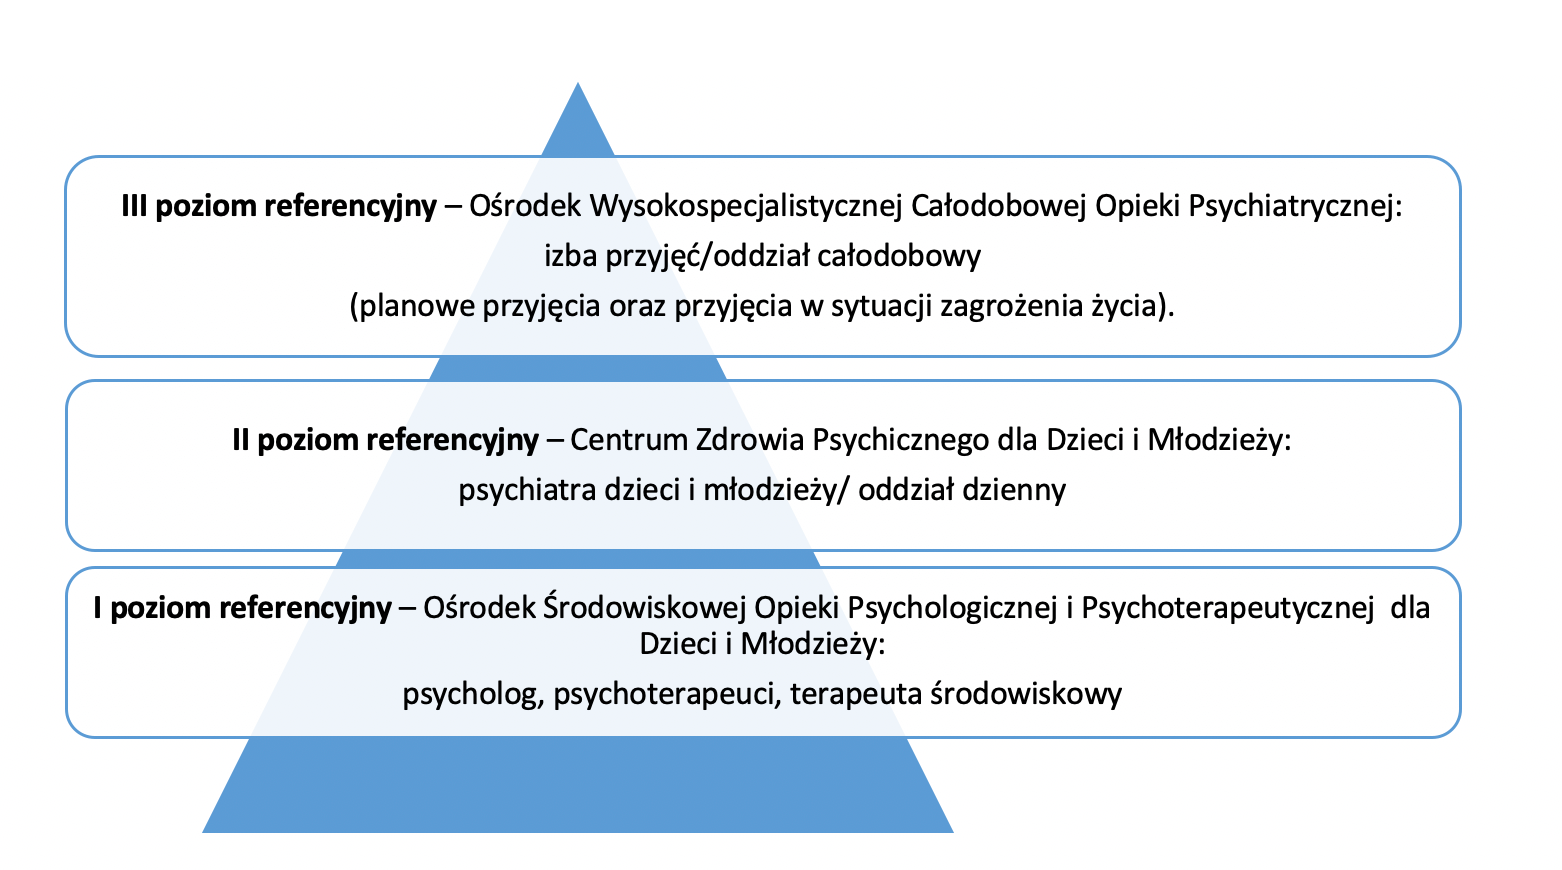 III poziom referencyjny – Ośrodek Wysokospecjalistycznej Całodobowej Opieki Psychiatrycznej:
izba przyjęć/oddział całodobowy
(planowe przyjęcia oraz przyjęcia w sytuacji zagrożenia życia).
II poziom referencyjny – Centrum Zdrowia Psychicznego dla Dzieci i Młodzieży:
psychiatra dzieci i młodzieży/ oddział dzienny
I poziom referencyjny – Ośrodek Środowiskowej Opieki Psychologicznej i Psychoterapeutycznej  dla
Dzieci i Młodzieży:
psycholog, psychoterapeuci, terapeuta środowiskowy